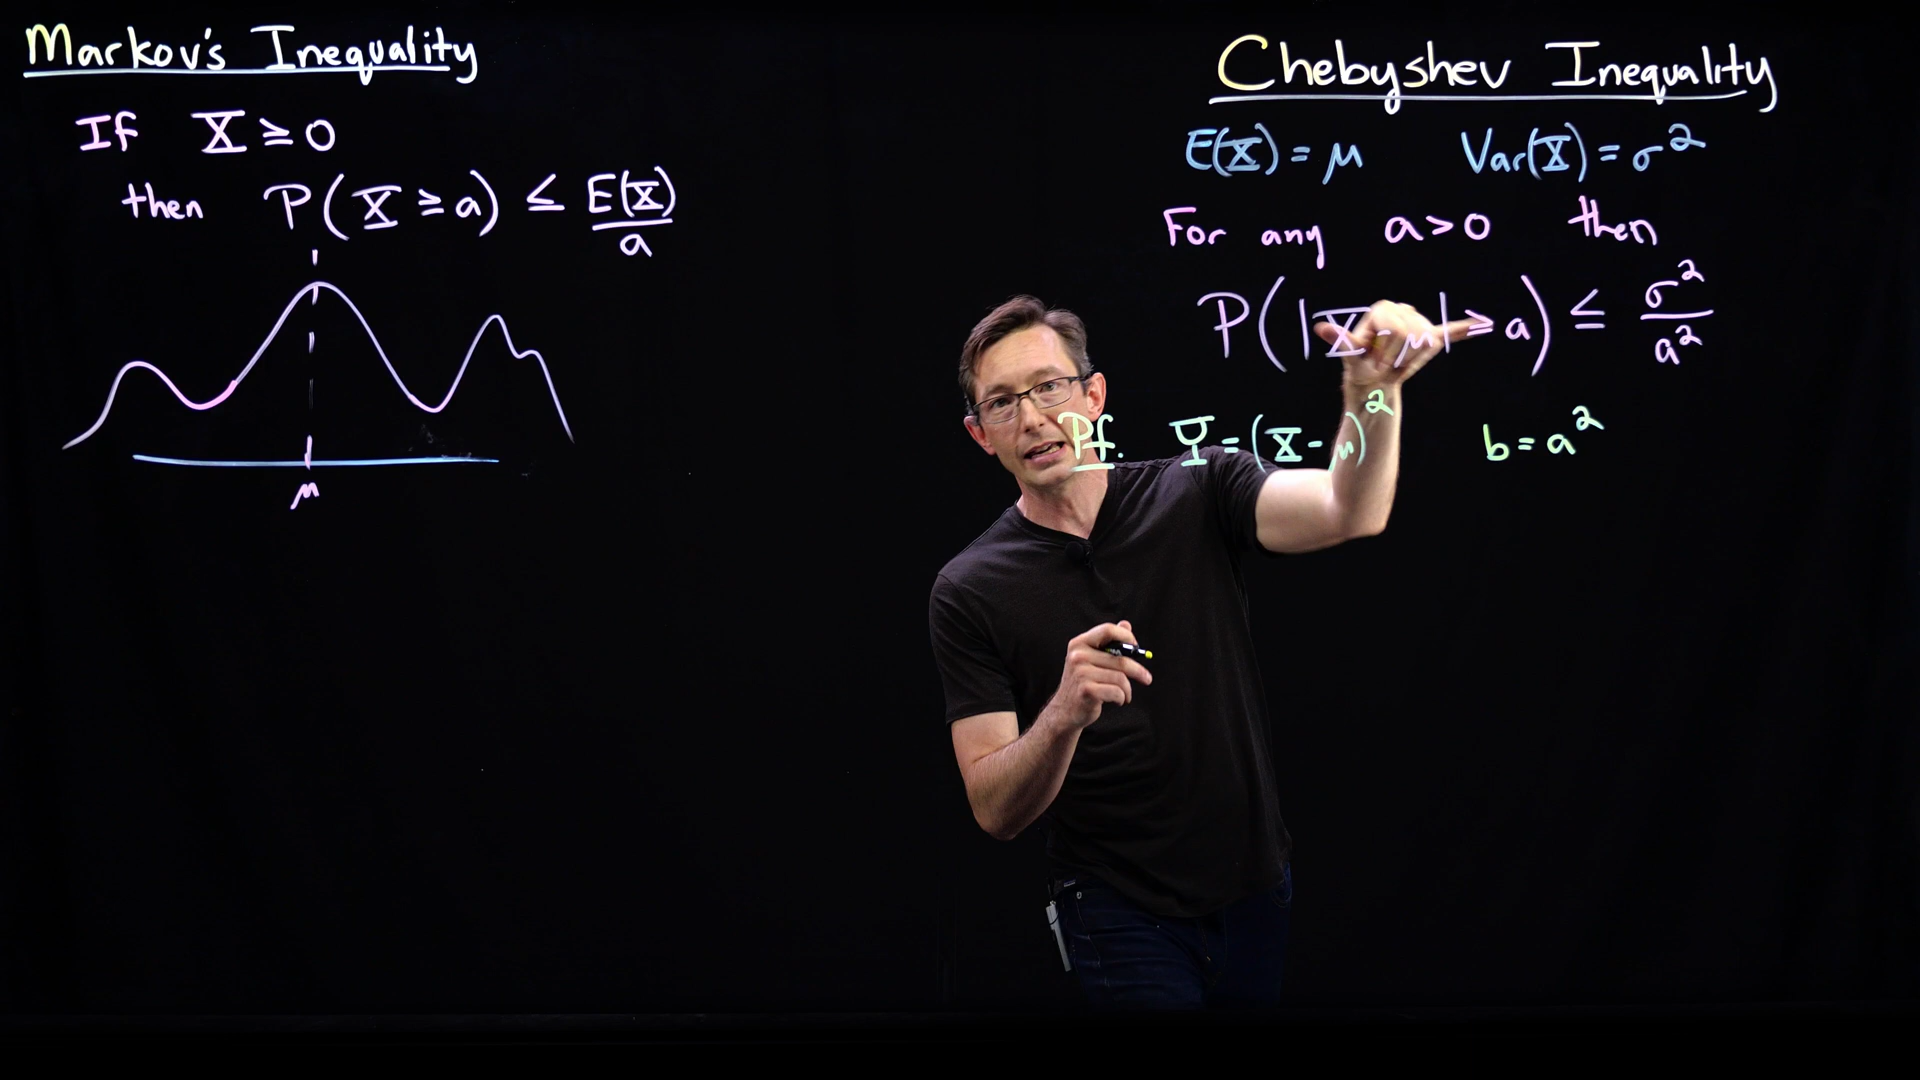 Markov's Inequality
If X ≥ 0
then P(X ≥ a) ≤ E(X)/a
μ
Chebyshev Inequality
E(X) = μ Var(X) = σ²
For any a > 0 then
P(|X - μ| ≥ a) ≤ σ²/a²
Pf. Y = (X - μ)² b = a²